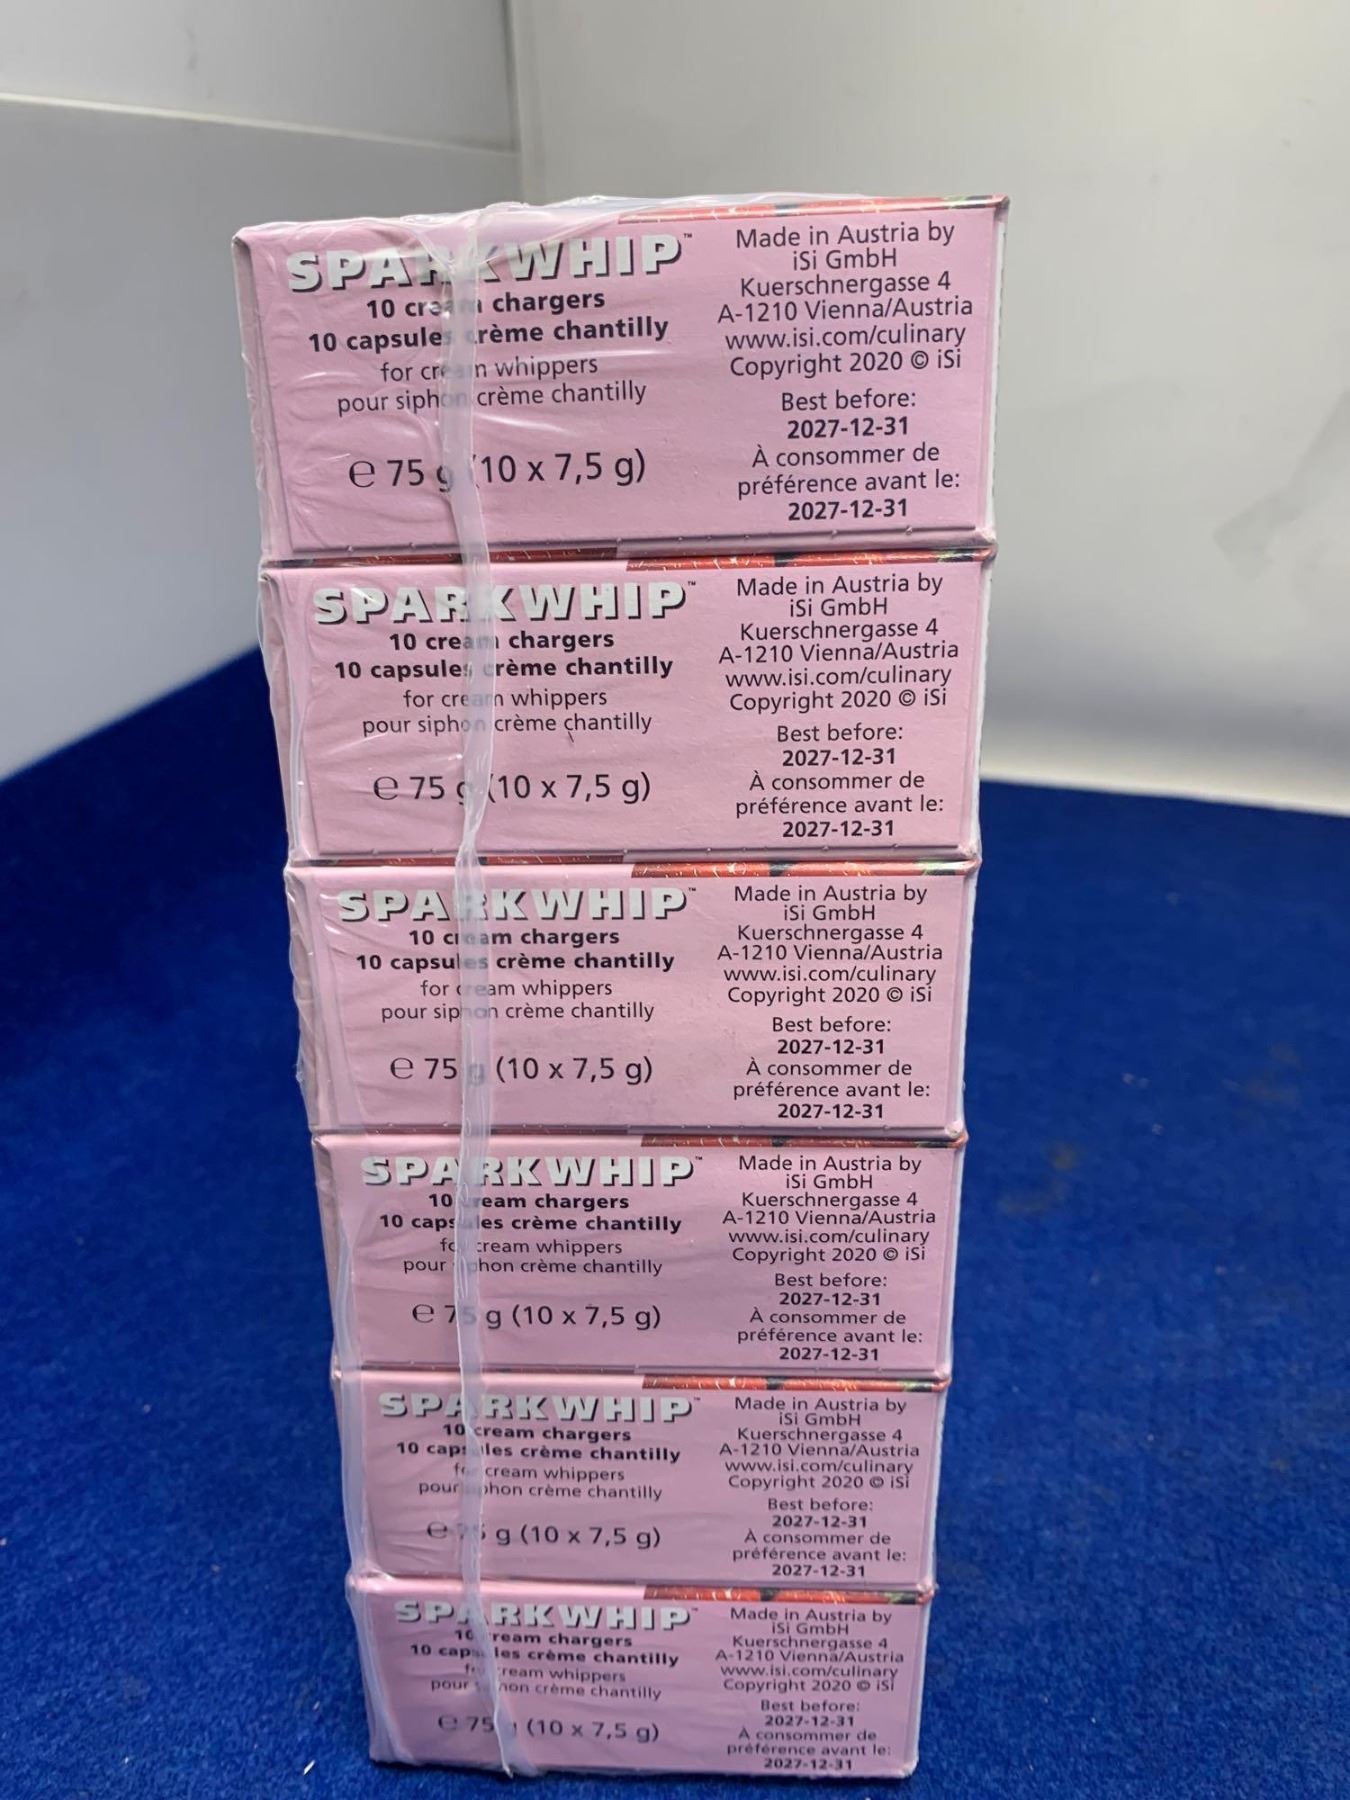 SPARKWHIP™
10 cream chargers
10 capsules crème chantilly
for cream whippers
pour siphon crème chantilly
℮ 75 g (10 x 7,5 g)
Made in Austria by
iSi GmbH
Kuerschnergasse 4
A-1210 Vienna/Austria
www.isi.com/culinary
Copyright 2020 © iSi
Best before:
2027-12-31
À consommer de
préférence avant le:
2027-12-31
SPARKWHIP™
10 cream chargers
10 capsules crème chantilly
for cream whippers
pour siphon crème chantilly
℮ 75 g (10 x 7,5 g)
Made in Austria by
iSi GmbH
Kuerschnergasse 4
A-1210 Vienna/Austria
www.isi.com/culinary
Copyright 2020 © iSi
Best before:
2027-12-31
À consommer de
préférence avant le:
2027-12-31
SPARKWHIP™
10 cream chargers
10 capsules crème chantilly
for cream whippers
pour siphon crème chantilly
℮ 75 g (10 x 7,5 g)
Made in Austria by
iSi GmbH
Kuerschnergasse 4
A-1210 Vienna/Austria
www.isi.com/culinary
Copyright 2020 © iSi
Best before:
2027-12-31
À consommer de
préférence avant le:
2027-12-31
SPARKWHIP™
10 cream chargers
10 capsules crème chantilly
for cream whippers
pour siphon crème chantilly
℮ 75 g (10 x 7,5 g)
Made in Austria by
iSi GmbH
Kuerschnergasse 4
A-1210 Vienna/Austria
www.isi.com/culinary
Copyright 2020 © iSi
Best before:
2027-12-31
À consommer de
préférence avant le:
2027-12-31
SPARKWHIP™
10 cream chargers
10 capsules crème chantilly
for cream whippers
pour siphon crème chantilly
℮ 75 g (10 x 7,5 g)
Made in Austria by
iSi GmbH
Kuerschnergasse 4
A-1210 Vienna/Austria
www.isi.com/culinary
Copyright 2020 © iSi
Best before:
2027-12-31
À consommer de
préférence avant le:
2027-12-31
SPARKWHIP™
10 cream chargers
10 capsules crème chantilly
for cream whippers
pour siphon crème chantilly
℮ 75 g (10 x 7,5 g)
Made in Austria by
iSi GmbH
Kuerschnergasse 4
A-1210 Vienna/Austria
www.isi.com/culinary
Copyright 2020 © iSi
Best before:
2027-12-31
À consommer de
préférence avant le:
2027-12-31